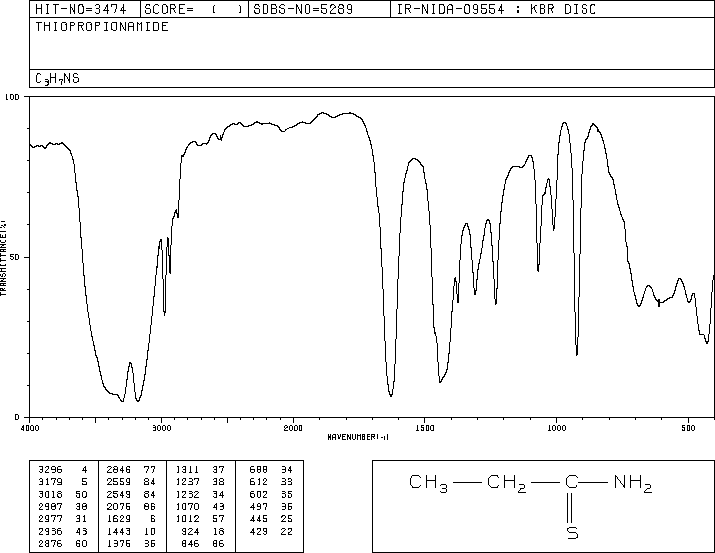 HIT-NO=3474 SCORE= ( ) SDBS-NO=5289 IR-NIDA-09554 : KBR DISC
THIOPROPIONAMIDE
C3H7NS
100
50
0
TRANSMITTANCE(%)
4000 3000 2000 1500 1000 500
WAVENUMBER(-1)
3296 4 2846 77 1311 37 688 34
3179 5 2559 84 1237 38 612 33
3018 50 2549 84 1232 34 602 35
2987 38 2076 86 1070 43 497 36
2977 31 1629 6 1012 57 445 25
2936 43 1443 10 924 18 429 22
2876 60 1376 35 846 86
CH3 CH2 C NH2
S